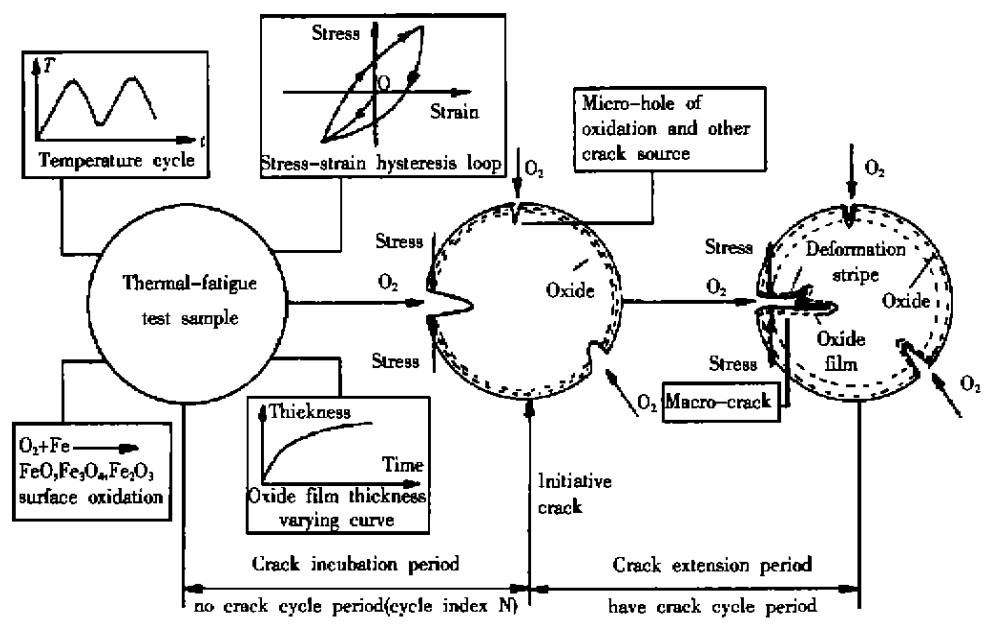 T
t
Temperature cycle
Stress
O
Strain
Stress-strain hysteresis loop
Micro-hole of
oxidation and other
crack source
O₂
O₂
Thermal-fatigue
test sample
Stress
O₂
Oxide
Stress
O₂
Stress
Deformation
stripe
O₂
Oxide
Oxide
film
Stress
O₂
Macro-crack
O₂+Fe
FeO,Fe₃O₄,Fe₂O₃
surface oxidation
Thickness
Time
Oxide film thickness
varying curve
Initiative
crack
Crack incubation period
no crack cycle period(cycle index N)
Crack extension period
have crack cycle period